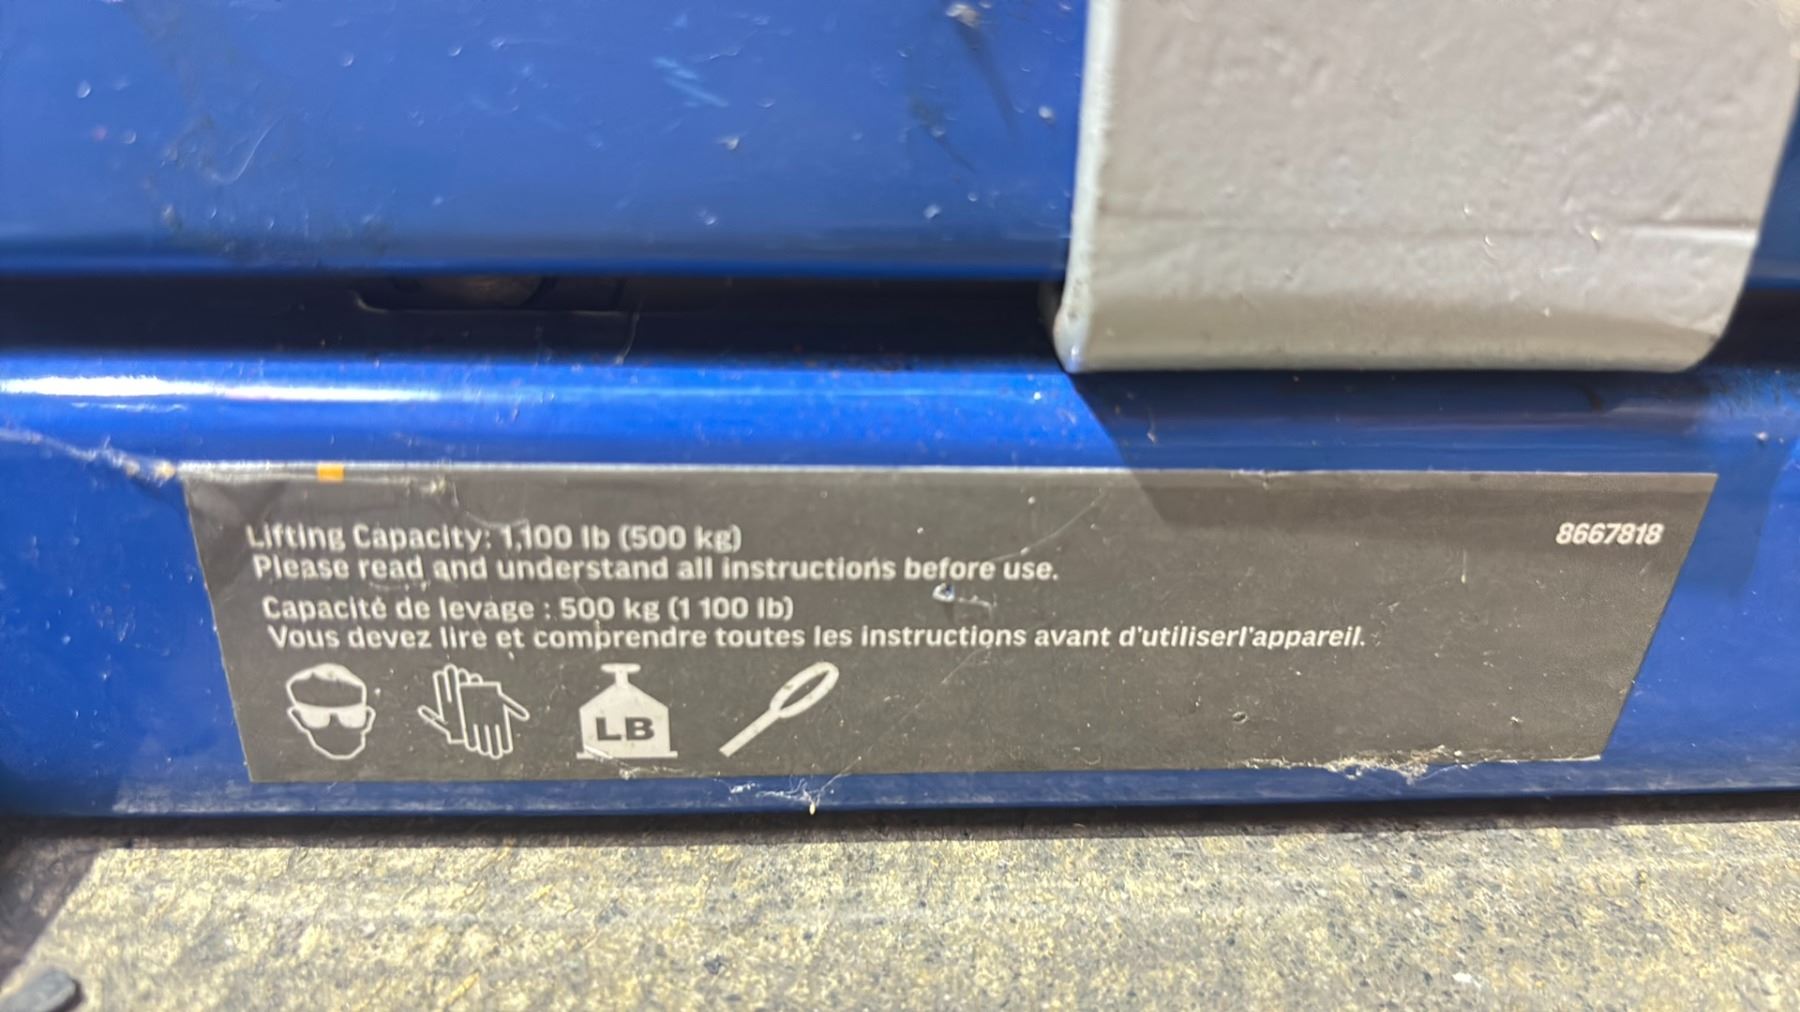 Lifting Capacity: 1,100 lb (500 kg)
8667818
Please read and understand all instructions before use.
Capacité de levage : 500 kg (1 100 lb)
Vous devez lire et comprendre toutes les instructions avant d'utiliserl'appareil.
LB